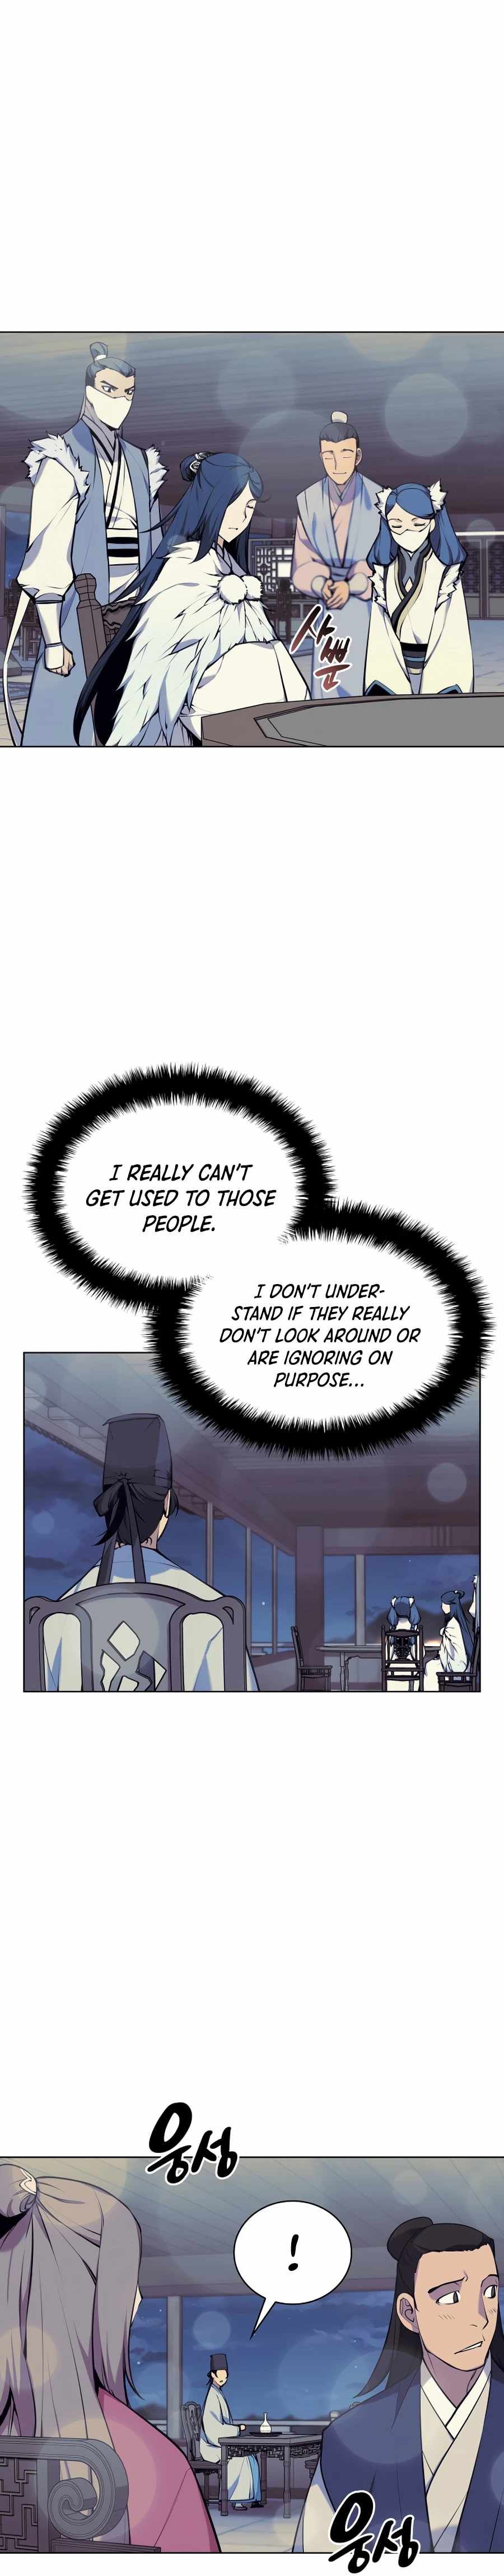 사뿐
I REALLY CAN'T
GET USED TO THOSE
PEOPLE.
I DON'T UNDER-
STAND IF THEY REALLY
DON'T LOOK AROUND OR
ARE IGNORING ON
PURPOSE...
웅성
!
웅성